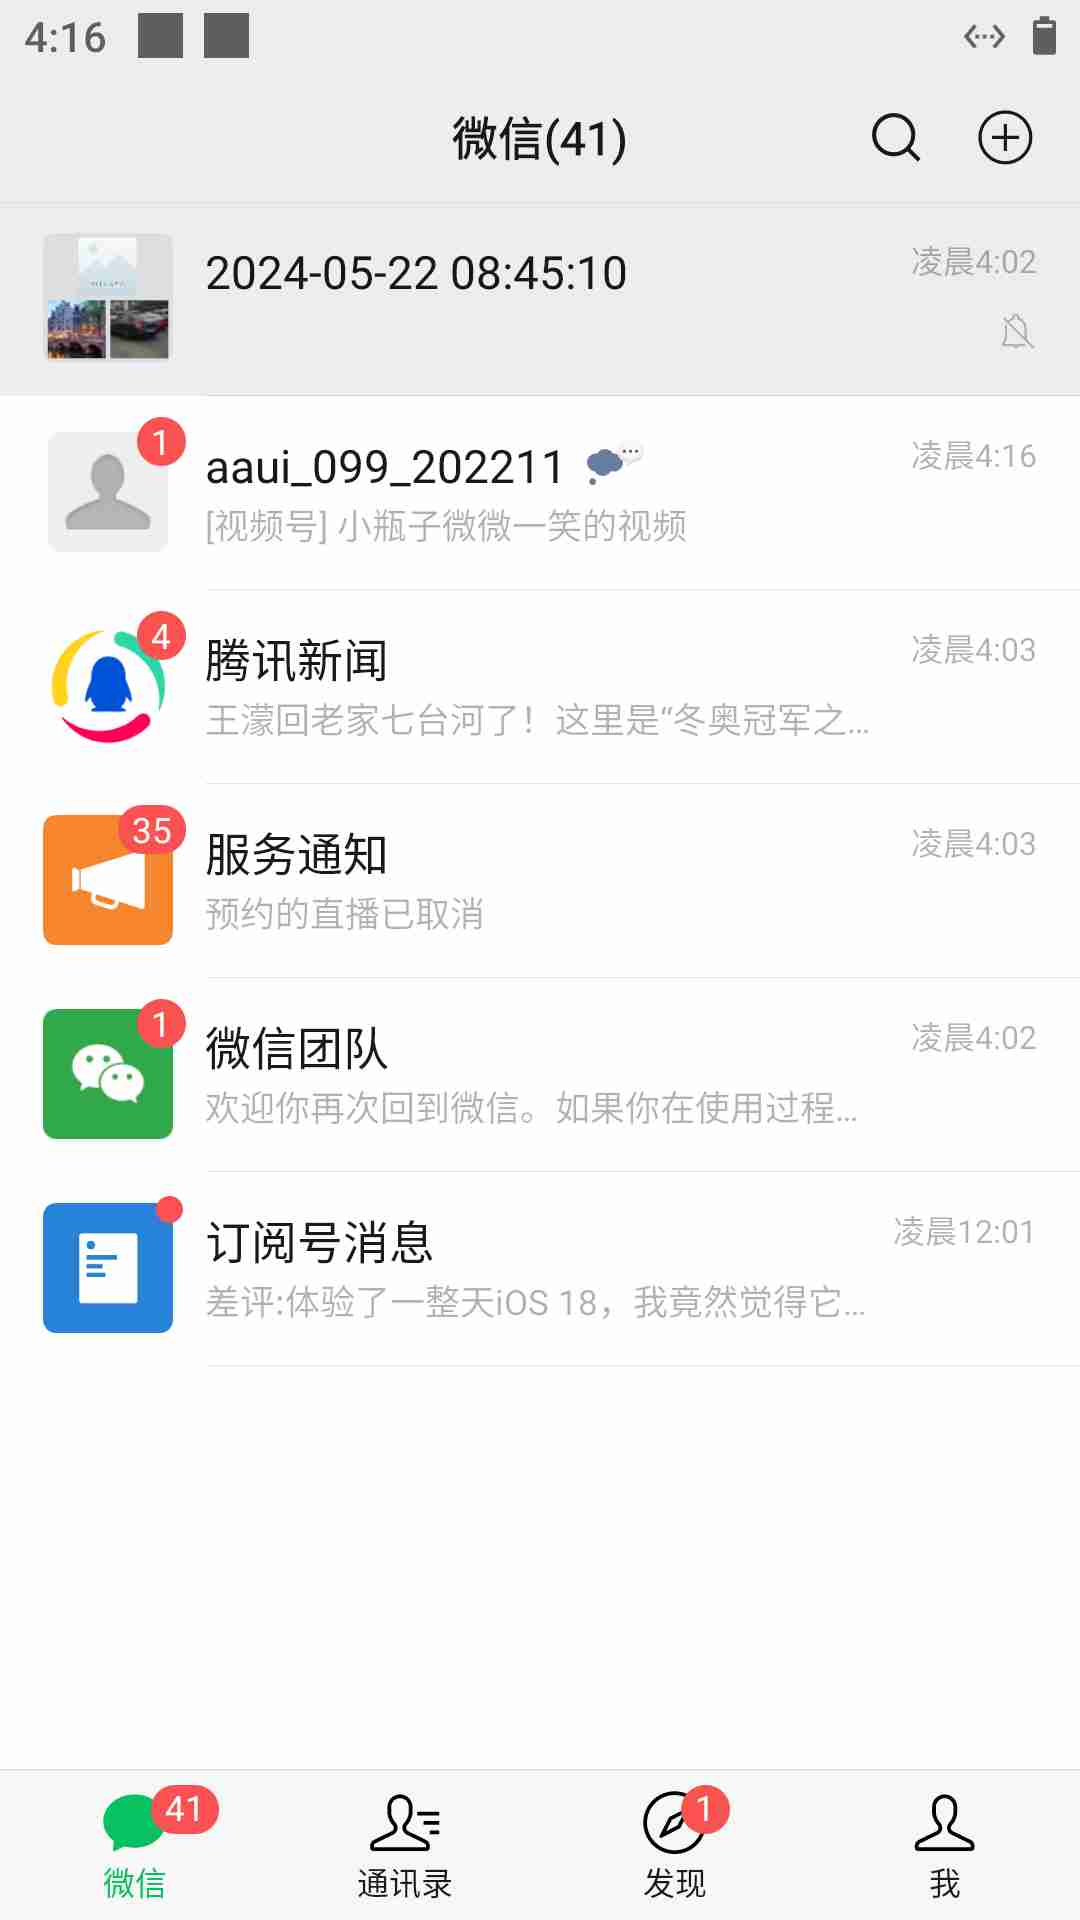 4:16
微信(41)
2024-05-22 08:45:10
凌晨4:02
1
aaui_099_202211
凌晨4:16
[视频号] 小瓶子微微一笑的视频
4
腾讯新闻
凌晨4:03
王濛回老家七台河了！这里是“冬奥冠军之...
35
服务通知
凌晨4:03
预约的直播已取消
1
微信团队
凌晨4:02
欢迎你再次回到微信。如果你在使用过程...
订阅号消息
凌晨12:01
差评:体验了一整天iOS 18，我竟然觉得它...
41
1
微信
通讯录
发现
我